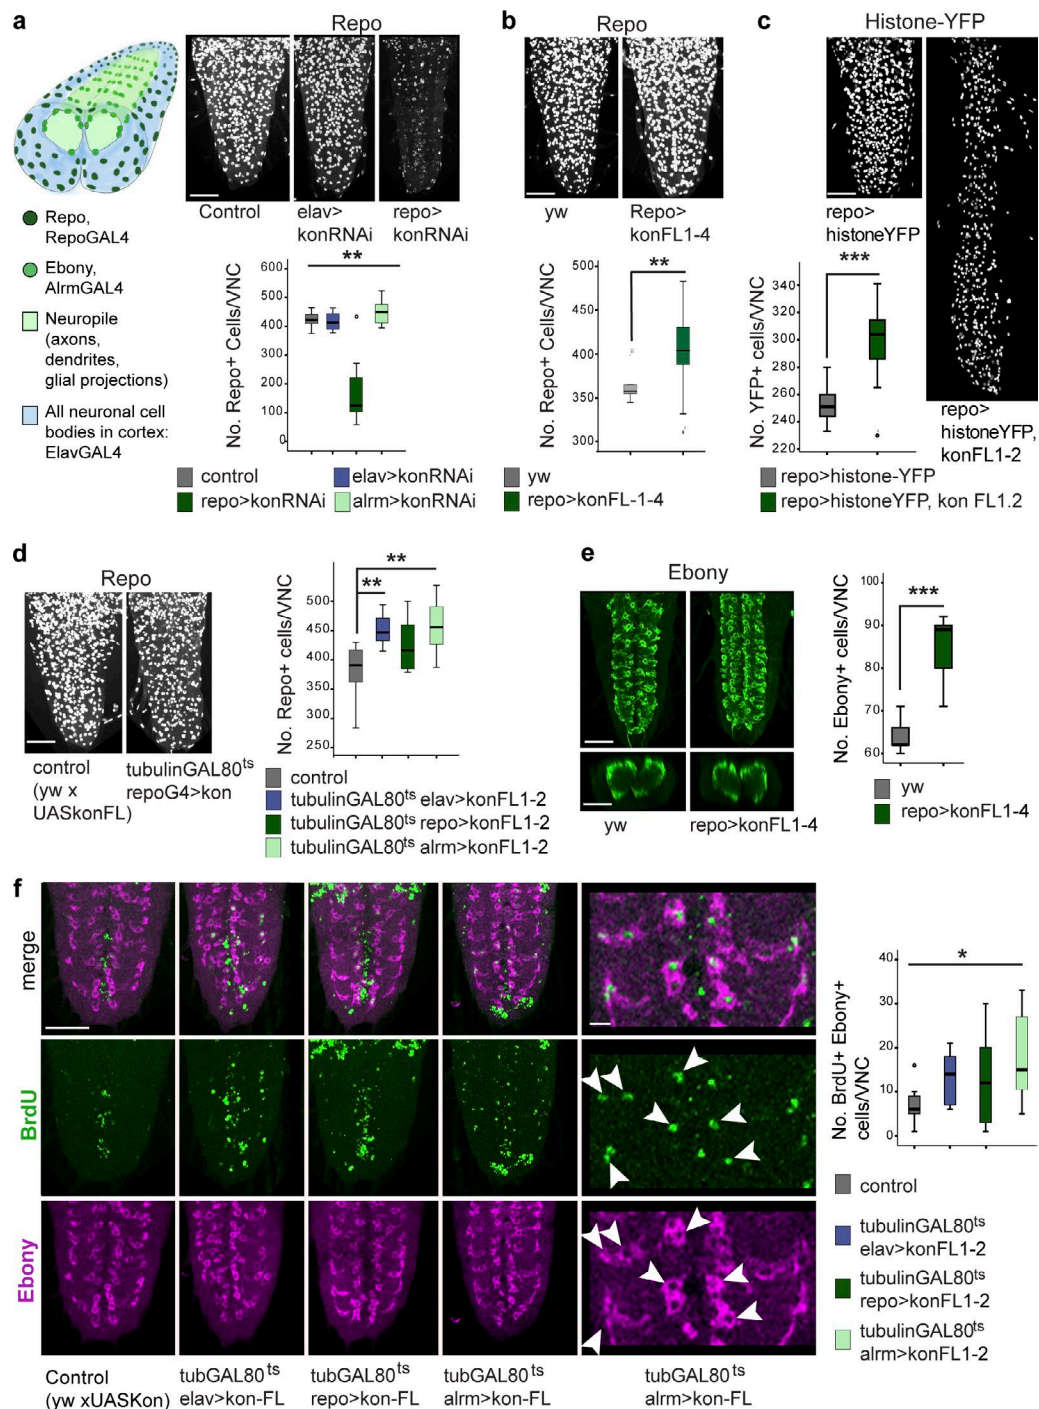 a
Repo
Control
elav>
konRNAi
repo>
konRNAi
Repo,
RepoGAL4
Ebony,
AlrmGAL4
Neuropile
(axons,
dendrites,
glial projections)
All neuronal cell
bodies in cortex:
ElavGAL4
No. Repo⁺ Cells/VNC
600
500
400
300
200
100
0
**
control
elav>konRNAi
repo>konRNAi
alrm>konRNAi
b
Repo
yw
Repo>
konFL1-4
No. Repo⁺ Cells/VNC
450
400
350
300
**
yw
repo>konFL-1-4
c
Histone-YFP
repo>
histoneYFP
repo>
histoneYFP,
konFL1-2
No. YFP⁺ cells/VNC
360
340
320
300
280
260
240
220
***
repo>histone-YFP
repo>histoneYFP, kon FL1.2
d
Repo
control
(yw x
UASkonFL)
tubulinGAL80ᵗˢ
repoG4>kon
No. Repo+ cells/VNC
500
450
400
350
300
250
**
**
control
tubulinGAL80ᵗˢ elav>konFL1-2
tubulinGAL80ᵗˢ repo>konFL1-2
tubulinGAL80ᵗˢ alrm>konFL1-2
e
Ebony
yw
repo>konFL1-4
No. Ebony+ cells/VNC
90
80
70
60
***
yw
repo>konFL1-4
f
merge
BrdU
Ebony
Control
(yw xUASKon)
tubGAL80ᵗˢ
elav>kon-FL
tubGAL80ᵗˢ
repo>kon-FL
tubGAL80ᵗˢ
alrm>kon-FL
tubGAL80ᵗˢ
alrm>kon-FL
No. BrdU+ Ebony+
cells/VNC
40
30
20
10
0
*
control
tubulinGAL80ᵗˢ
elav>konFL1-2
tubulinGAL80ᵗˢ
repo>konFL1-2
tubulinGAL80ᵗˢ
alrm>konFL1-2